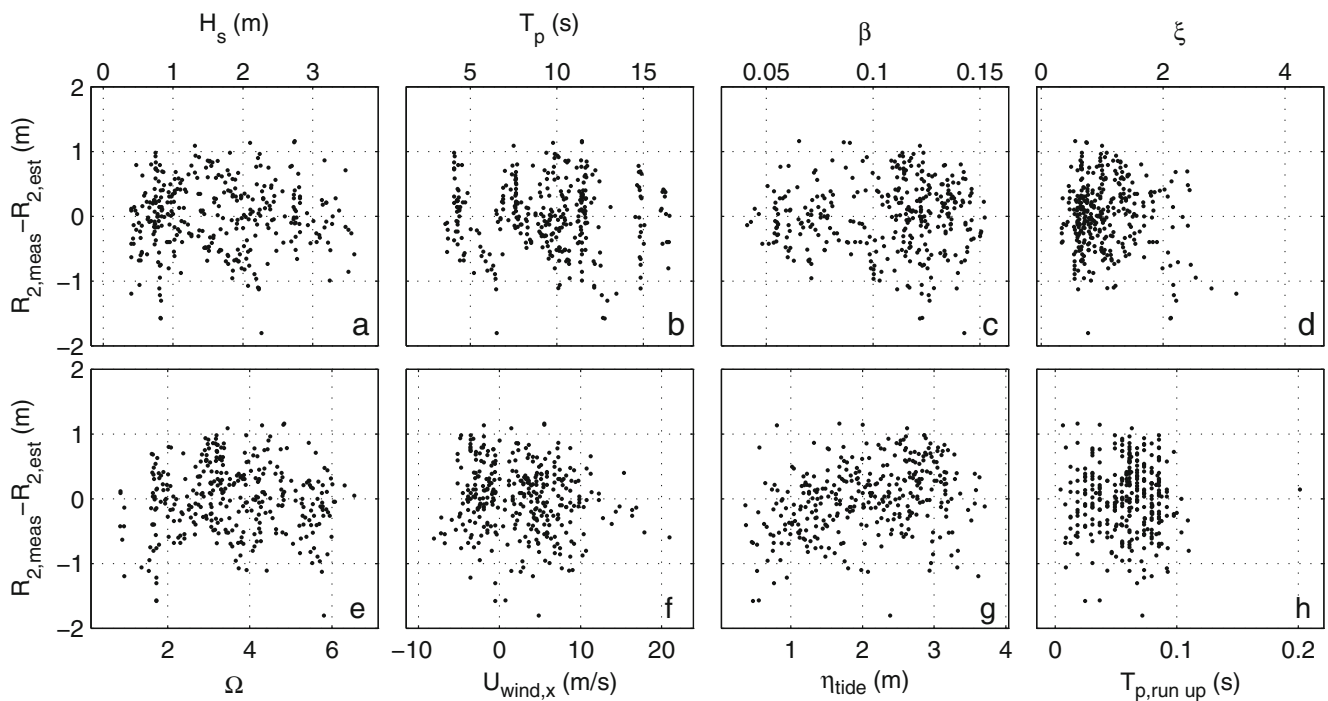 H_s (m) T_p (s) β ξ
0 1 2 3 5 10 15 0.05 0.1 0.15 0 2 4
2
1
0
−1
−2
R_2,meas−R_2,est (m)
a b c d
2
1
0
−1
−2
R_2,meas−R_2,est (m)
e f g h
2 4 6 −10 0 10 20 1 2 3 4 0 0.1 0.2
Ω U_wind,x (m/s) η_tide (m) T_p,run up (s)